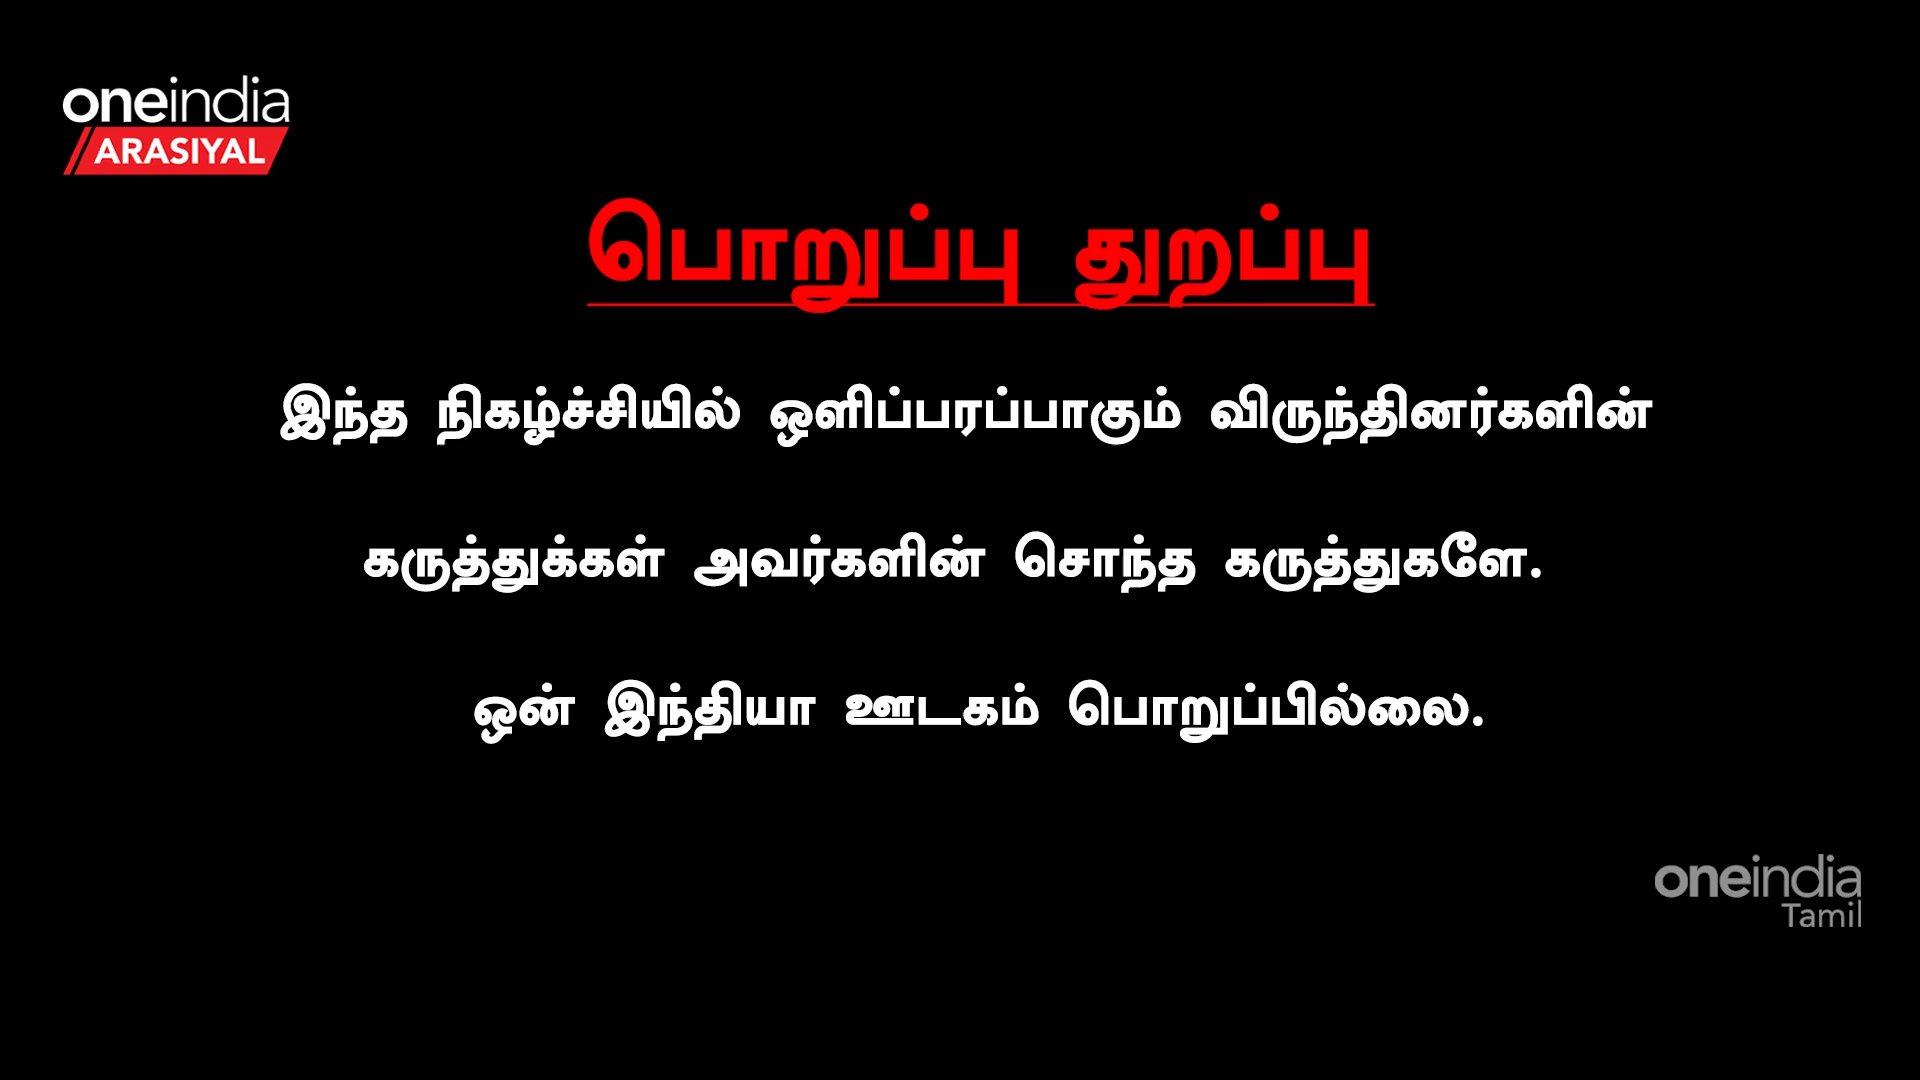 oneindia
ARASIYAL
பொறுப்பு துறப்பு
இந்த நிகழ்ச்சியில் ஒளிப்பரப்பாகும் விருந்தினர்களின்
கருத்துக்கள் அவர்களின் சொந்த கருத்துகளே.
ஒன் இந்தியா ஊடகம் பொறுப்பில்லை.
oneindia
Tamil